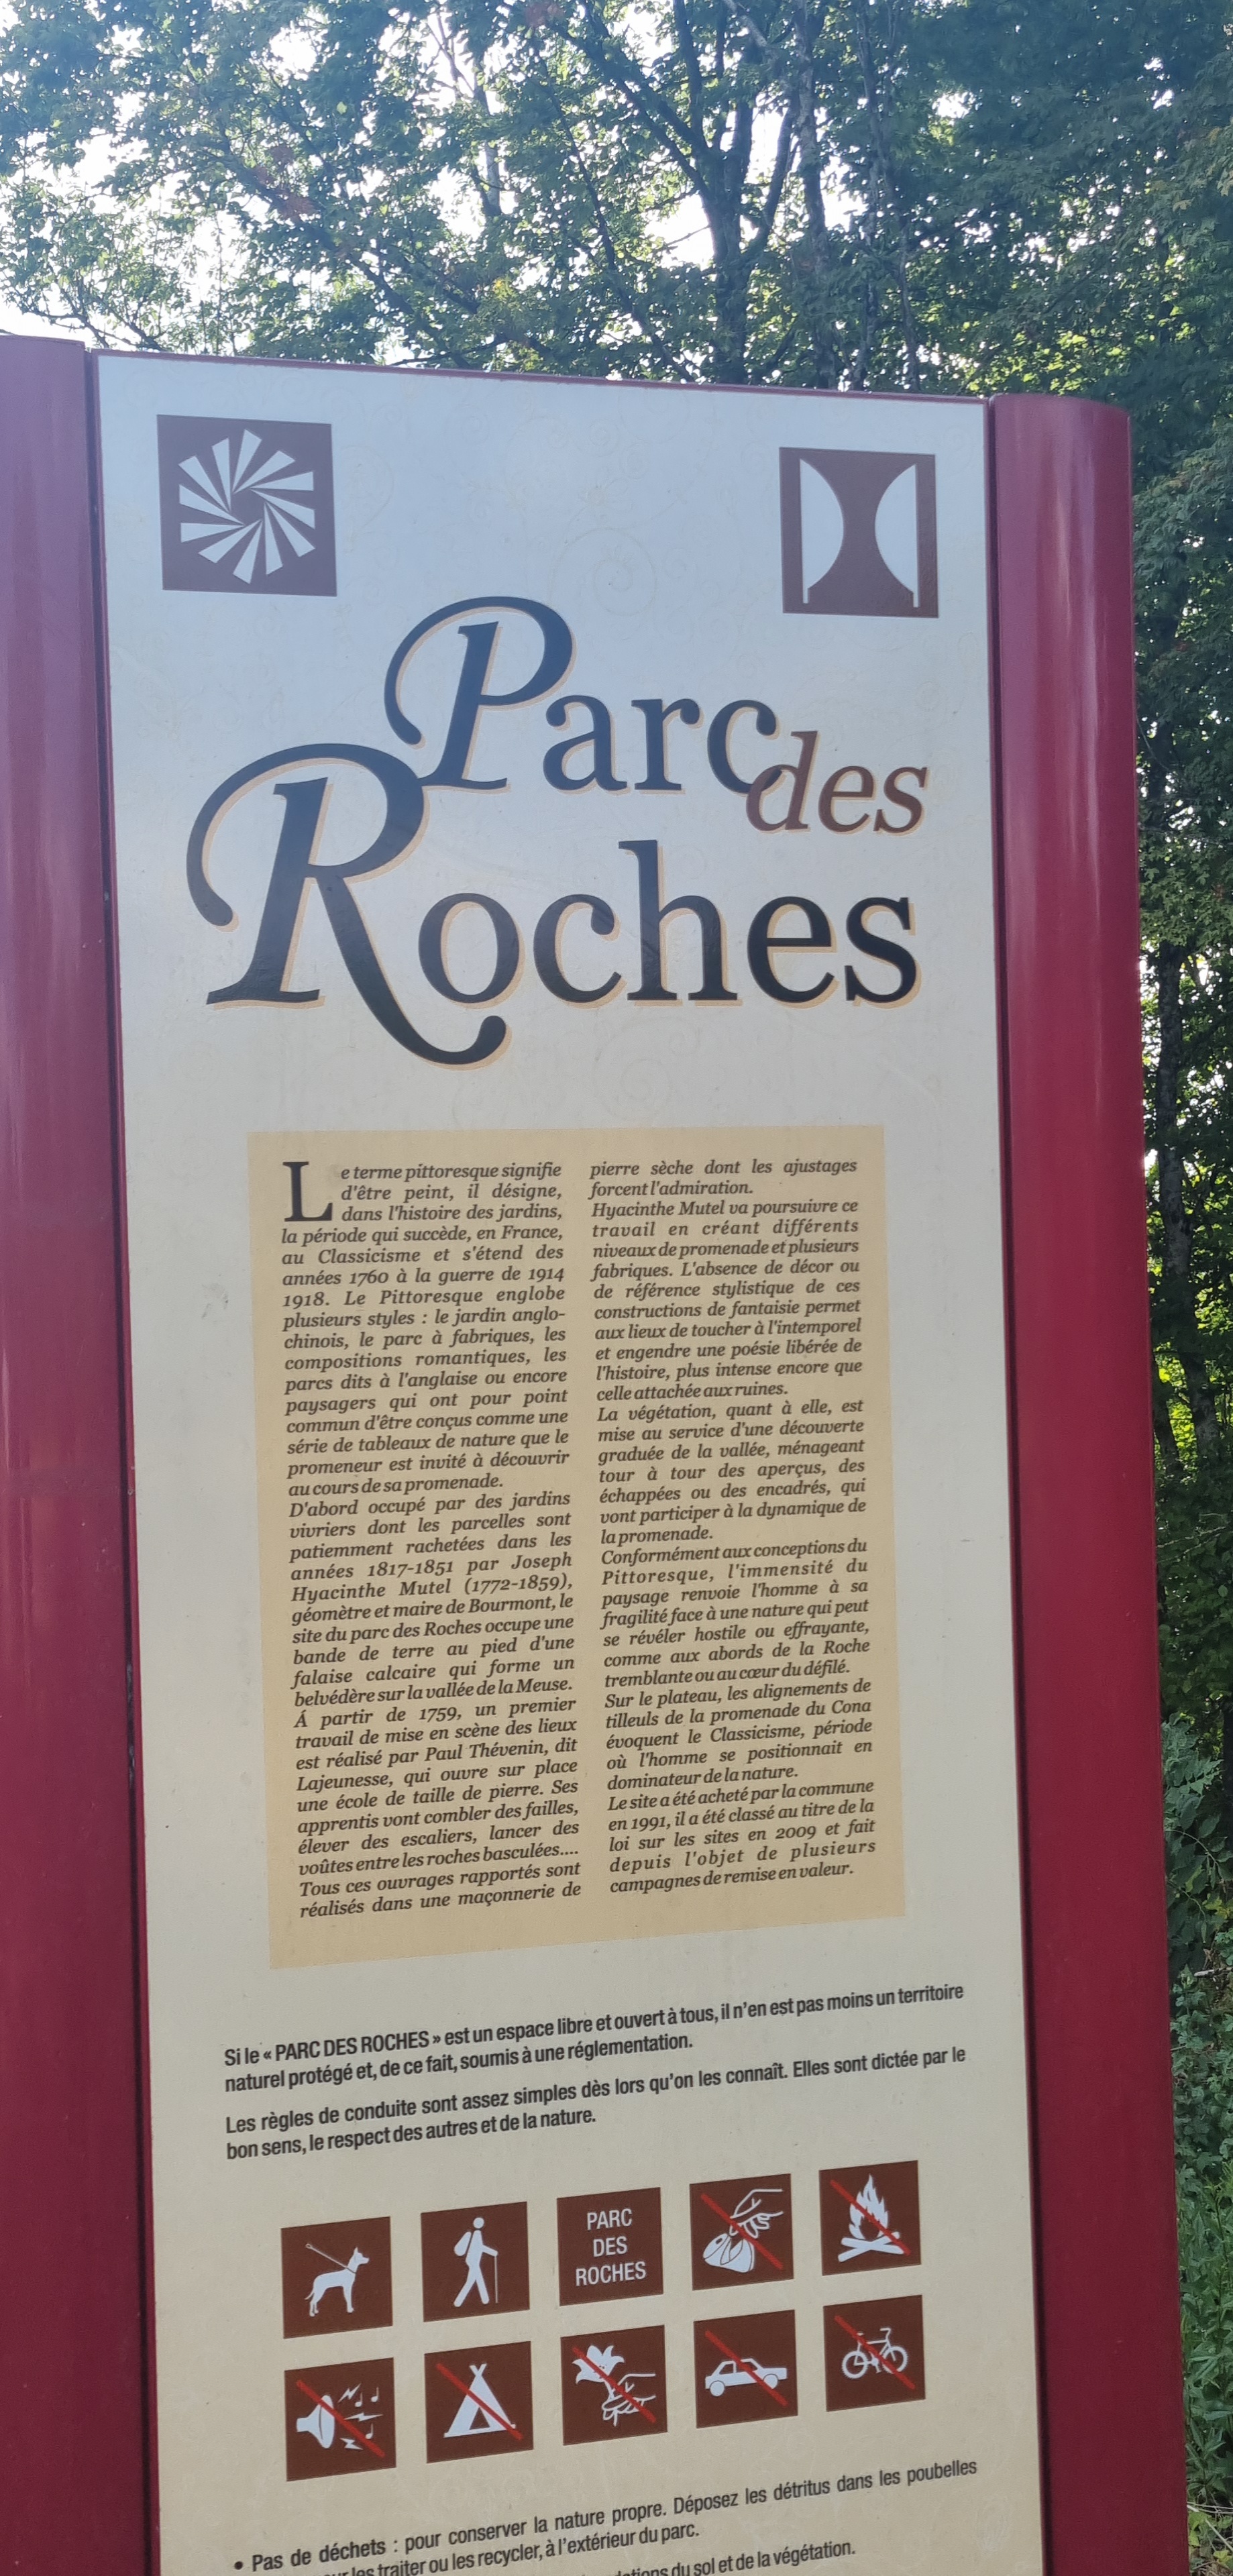 Parc des
Roches
Le terme pittoresque signifie
d'être peint, il désigne,
dans l'histoire des jardins,
la période qui succède, en France,
au Classicisme et s'étend des
années 1760 à la guerre de 1914
1918. Le Pittoresque englobe
plusieurs styles : le jardin anglo-
chinois, le parc à fabriques, les
compositions romantiques, les
parcs dits à l'anglaise ou encore
paysagers qui ont pour point
commun d'être conçus comme une
série de tableaux de nature que le
promeneur est invité à découvrir
au cours de sa promenade.
D'abord occupé par des jardins
vivriers dont les parcelles sont
patiemment rachetées dans les
années 1817-1851 par Joseph
Hyacinthe Mutel (1772-1859),
géomètre et maire de Bourmont, le
site du parc des Roches occupe une
bande de terre au pied d'une
falaise calcaire qui forme un
belvédère sur la vallée de la Meuse.
Á partir de 1759, un premier
travail de mise en scène des lieux
est réalisé par Paul Thévenin, dit
Lajeunesse, qui ouvre sur place
une école de taille de pierre. Ses
apprentis vont combler des failles,
élever des escaliers, lancer des
voûtes entre les roches basculées....
Tous ces ouvrages rapportés sont
réalisés dans une maçonnerie de
pierre sèche dont les ajustages
forcent l'admiration.
Hyacinthe Mutel va poursuivre ce
travail en créant différents
niveaux de promenade et plusieurs
fabriques. L'absence de décor ou
de référence stylistique de ces
constructions de fantaisie permet
aux lieux de toucher à l'intemporel
et engendre une poésie libérée de
l'histoire, plus intense encore que
celle attachée aux ruines.
La végétation, quant à elle, est
mise au service d'une découverte
graduée de la vallée, ménageant
tour à tour des aperçus, des
échappées ou des encadrés, qui
vont participer à la dynamique de
la promenade.
Conformément aux conceptions du
Pittoresque, l'immensité du
paysage renvoie l'homme à sa
fragilité face à une nature qui peut
se révéler hostile ou effrayante,
comme aux abords de la Roche
tremblante ou au cœur du défilé.
Sur le plateau, les alignements de
tilleuls de la promenade du Cona
évoquent le Classicisme, période
où l'homme se positionnait en
dominateur de la nature.
Le site a été acheté par la commune
en 1991, il a été classé au titre de la
loi sur les sites en 2009 et fait
depuis l'objet de plusieurs
campagnes de remise en valeur.
Si le « PARC DES ROCHES » est un espace libre et ouvert à tous, il n'en est pas moins un territoire
naturel protégé et, de ce fait, soumis à une réglementation.
Les règles de conduite sont assez simples dès lors qu'on les connaît. Elles sont dictée par le
bon sens, le respect des autres et de la nature.
PARC
DES
ROCHES
• Pas de déchets : pour conserver la nature propre. Déposez les détritus dans les poubelles
les traiter ou les recycler, à l'extérieur du parc.
du sol et de la végétation.